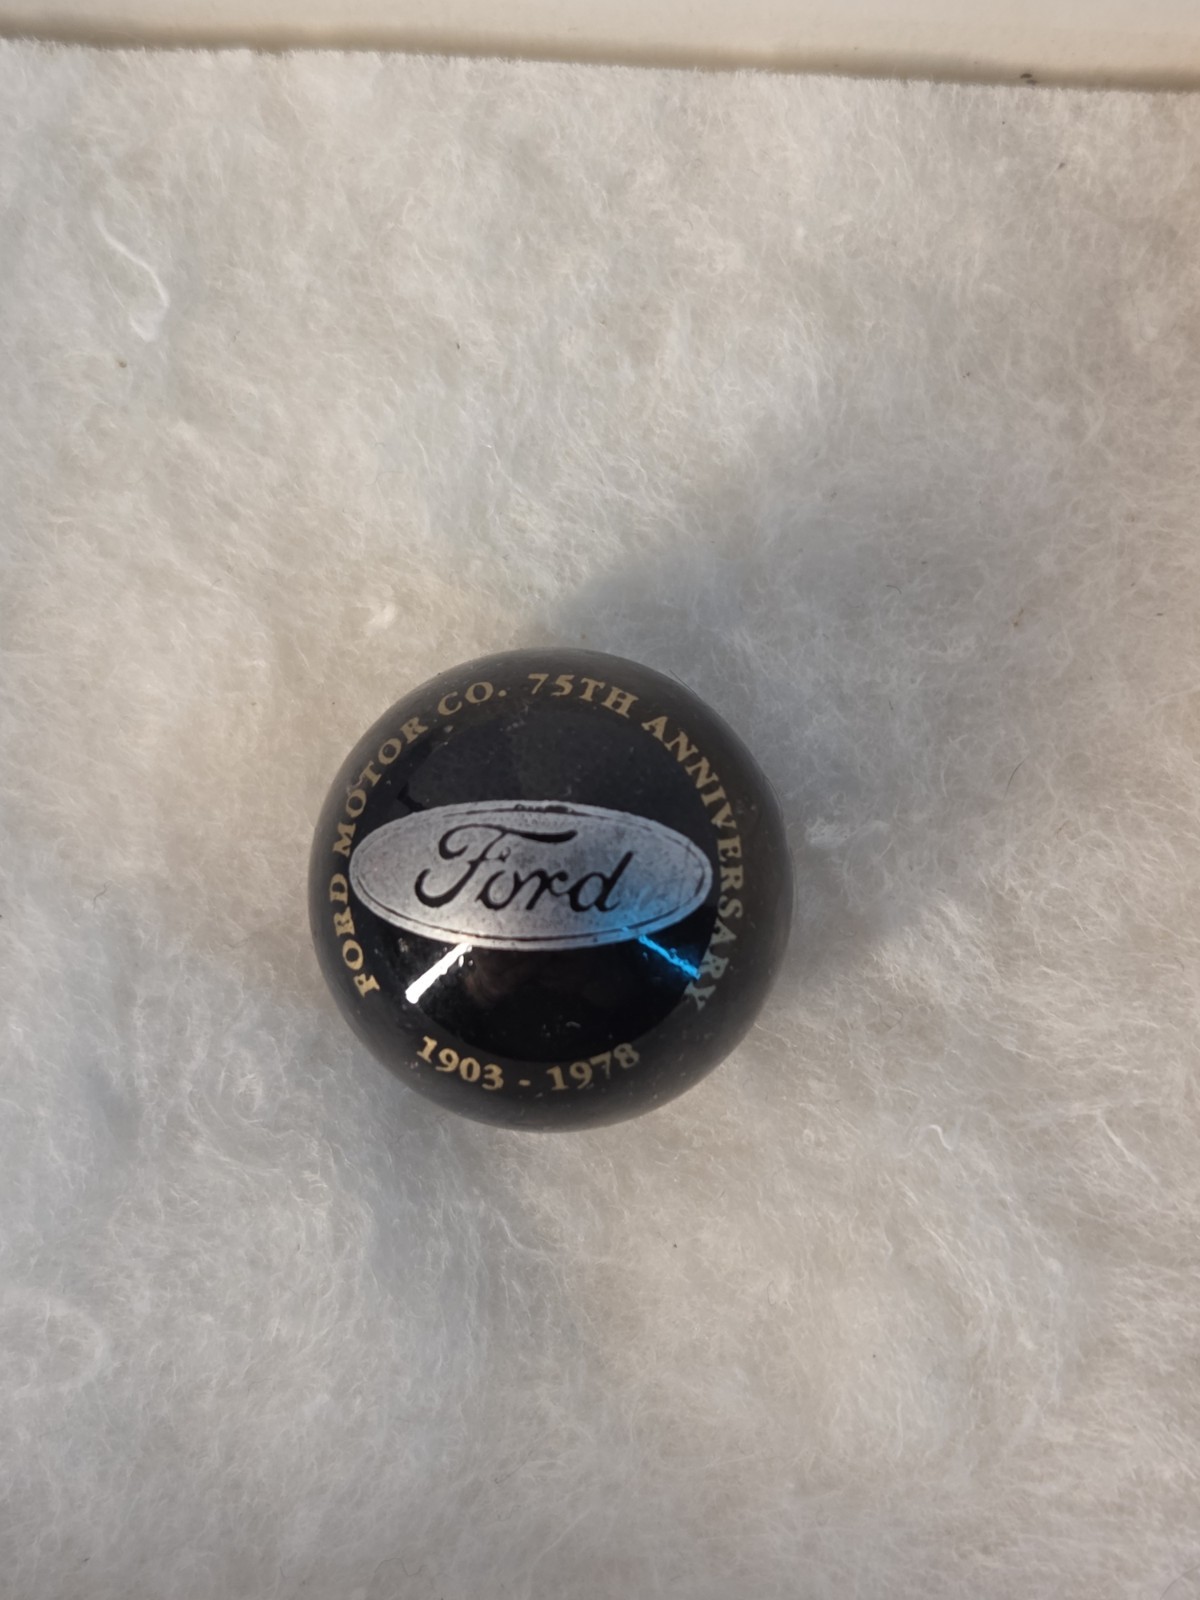 FORD MOTOR CO. 75TH ANNIVERSARY
Ford
1903 - 1978